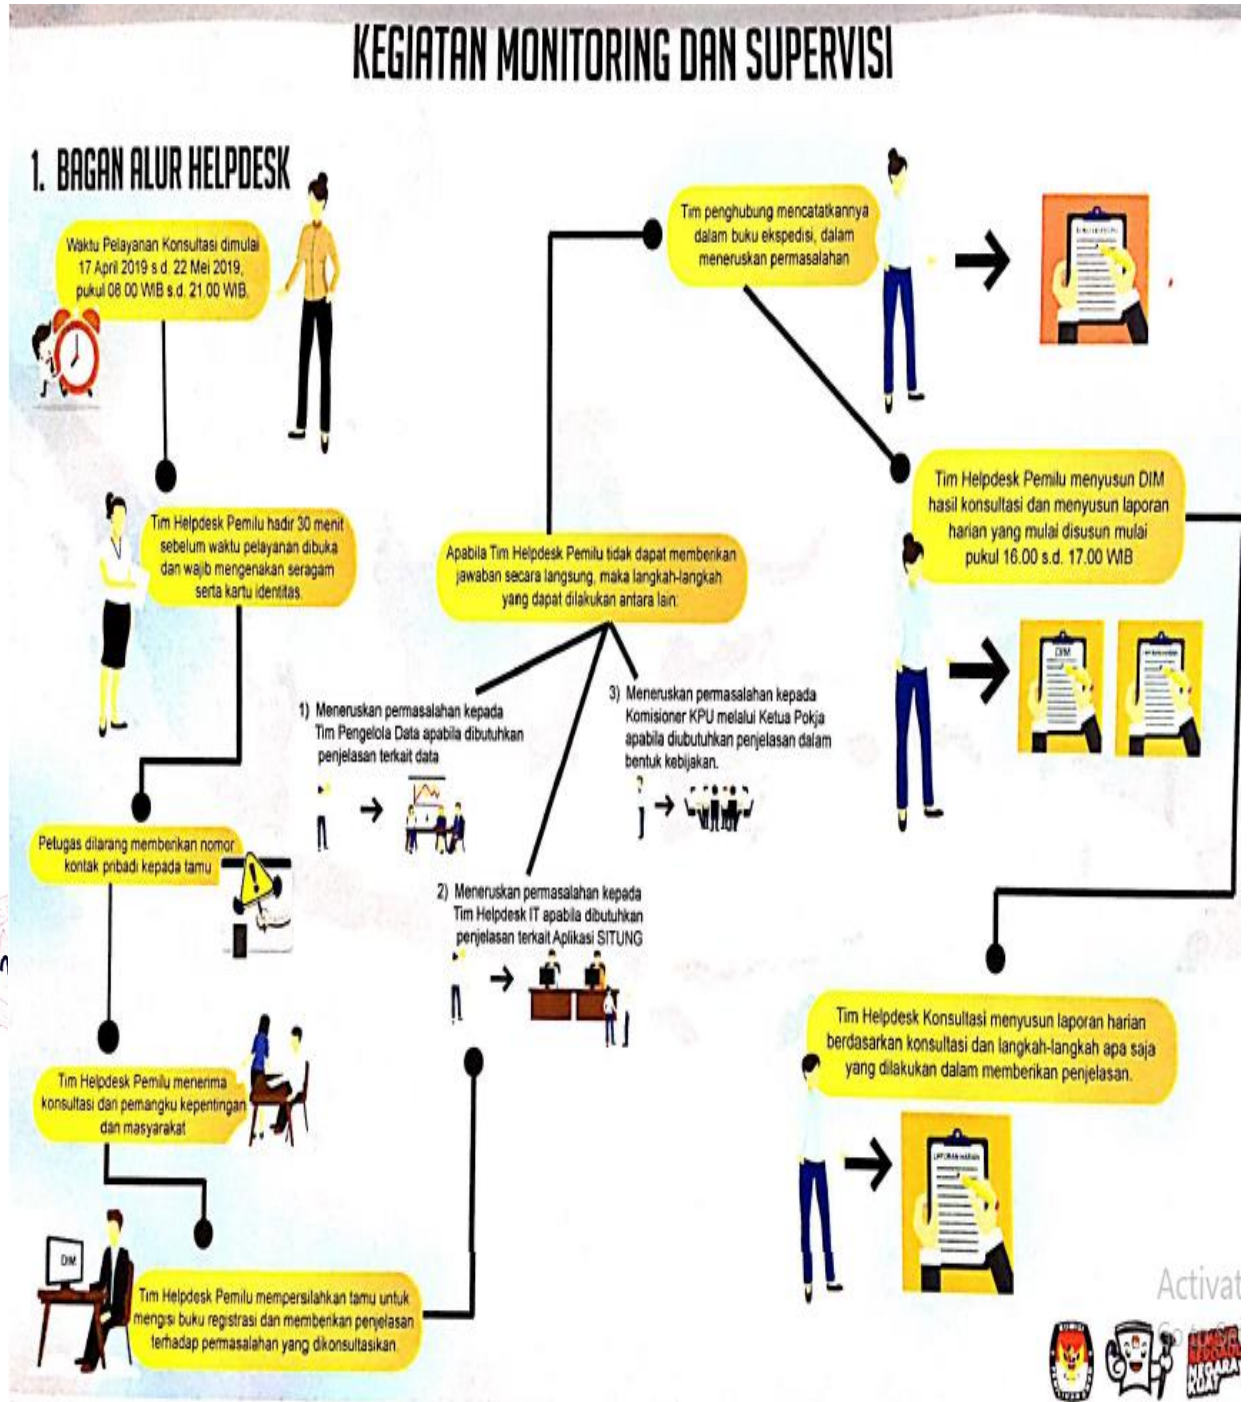 KEGIATAN MONITORING DAN SUPERVISI
1. BAGAN ALUR HELPDESK
Waktu Pelayanan Konsultasi dimulai
17 April 2019 s.d. 22 Mei 2019,
pukul 08.00 WIB s.d. 21.00 WIB.
Tim Helpdesk Pemilu hadir 30 menit
sebelum waktu pelayanan dibuka
dan wajib mengenakan seragam
serta kartu identitas.
Petugas dilarang memberikan nomor
kontak pribadi kepada tamu
Tim Helpdesk Pemilu menerima
konsultasi dari pemangku kepentingan
dan masyarakat
DIM
Tim Helpdesk Pemilu mempersilahkan tamu untuk
mengisi buku registrasi dan memberikan penjelasan
terhadap permasalahan yang dikonsultasikan.
Apabila Tim Helpdesk Pemilu tidak dapat memberikan
jawaban secara langsung, maka langkah-langkah
yang dapat dilakukan antara lain:
1) Meneruskan permasalahan kepada
Tim Pengelola Data apabila dibutuhkan
penjelasan terkait data
2) Meneruskan permasalahan kepada
Tim Helpdesk IT apabila dibutuhkan
penjelasan terkait Aplikasi SITUNG
3) Meneruskan permasalahan kepada
Komisioner KPU melalui Ketua Pokja
apabila diubutuhkan penjelasan dalam
bentuk kebijakan.
Tim penghubung mencatatkannya
dalam buku ekspedisi, dalam
meneruskan permasalahan
Tim Helpdesk Pemilu menyusun DIM
hasil konsultasi dan menyusun laporan
harian yang mulai disusun mulai
pukul 16.00 s.d. 17.00 WIB
DIM
Tim Helpdesk Konsultasi menyusun laporan harian
berdasarkan konsultasi dan langkah-langkah apa saja
yang dilakukan dalam memberikan penjelasan.
LAPORAN HARIAN
Activat
KOMISI
NEGARA
KUAT